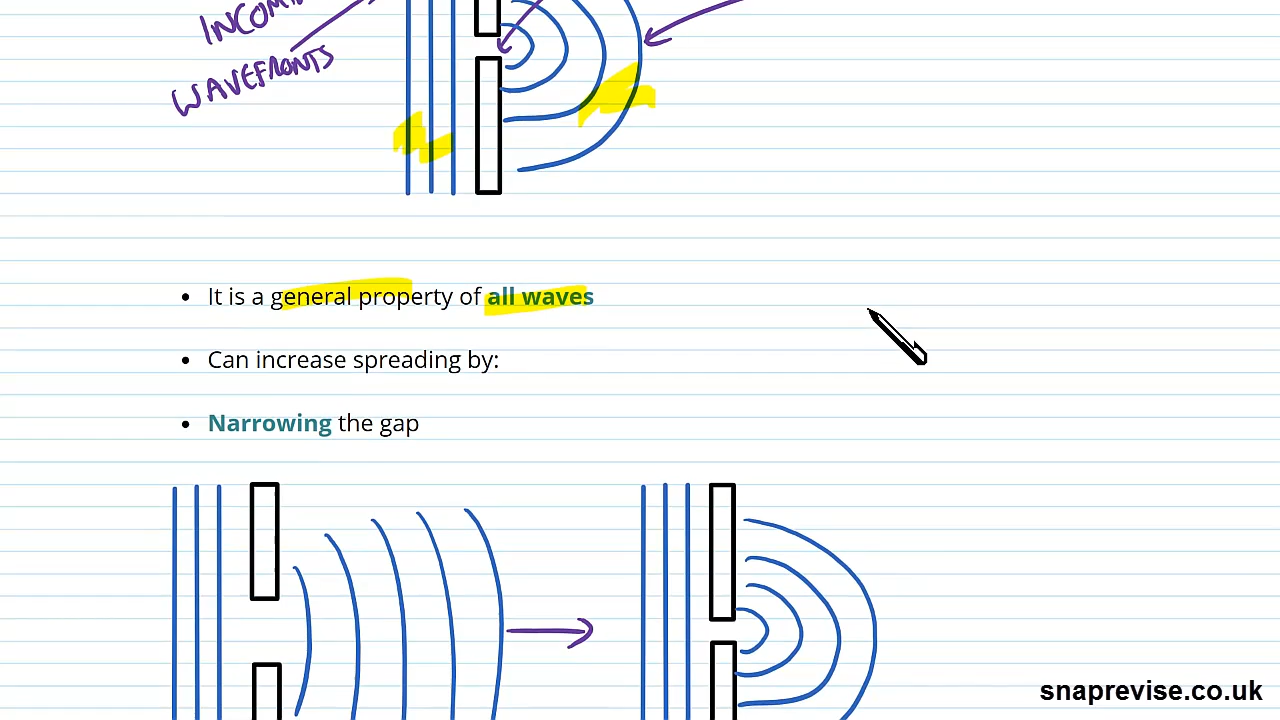 WAVEFRONTS
• It is a general property of all waves
• Can increase spreading by:
• Narrowing the gap
snaprevise.co.uk